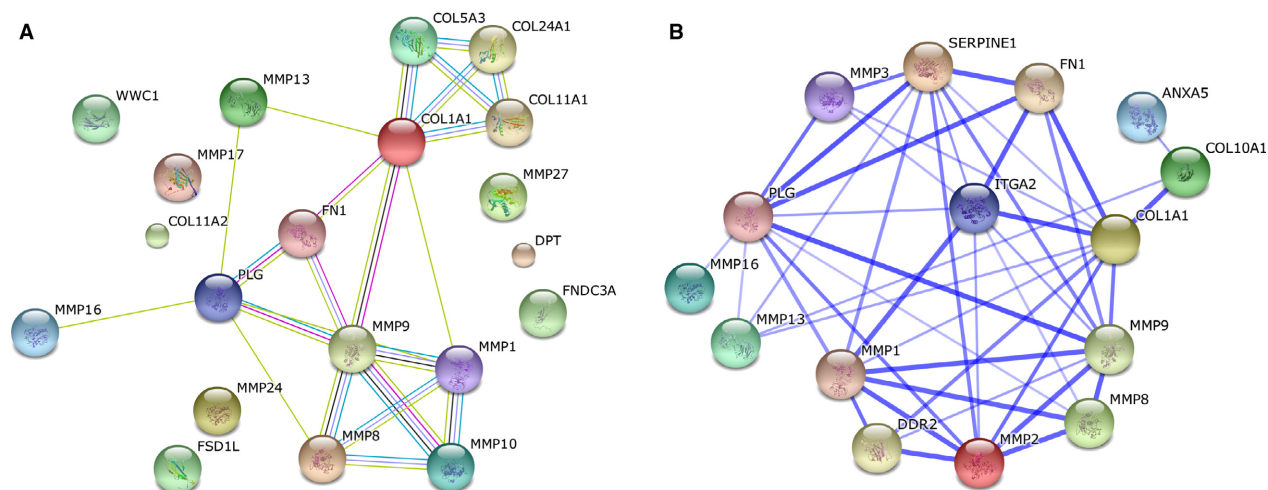 A
COL5A3
COL24A1
MMP13
WWC1
COL11A1
COL1A1
MMP17
MMP27
FN1
COL11A2
DPT
PLG
FNDC3A
MMP16
MMP9
MMP1
MMP24
MMP8
MMP10
FSD1L
B
SERPINE1
FN1
MMP3
ANXA5
COL10A1
ITGA2
PLG
COL1A1
MMP16
MMP13
MMP9
MMP1
MMP8
DDR2
MMP2